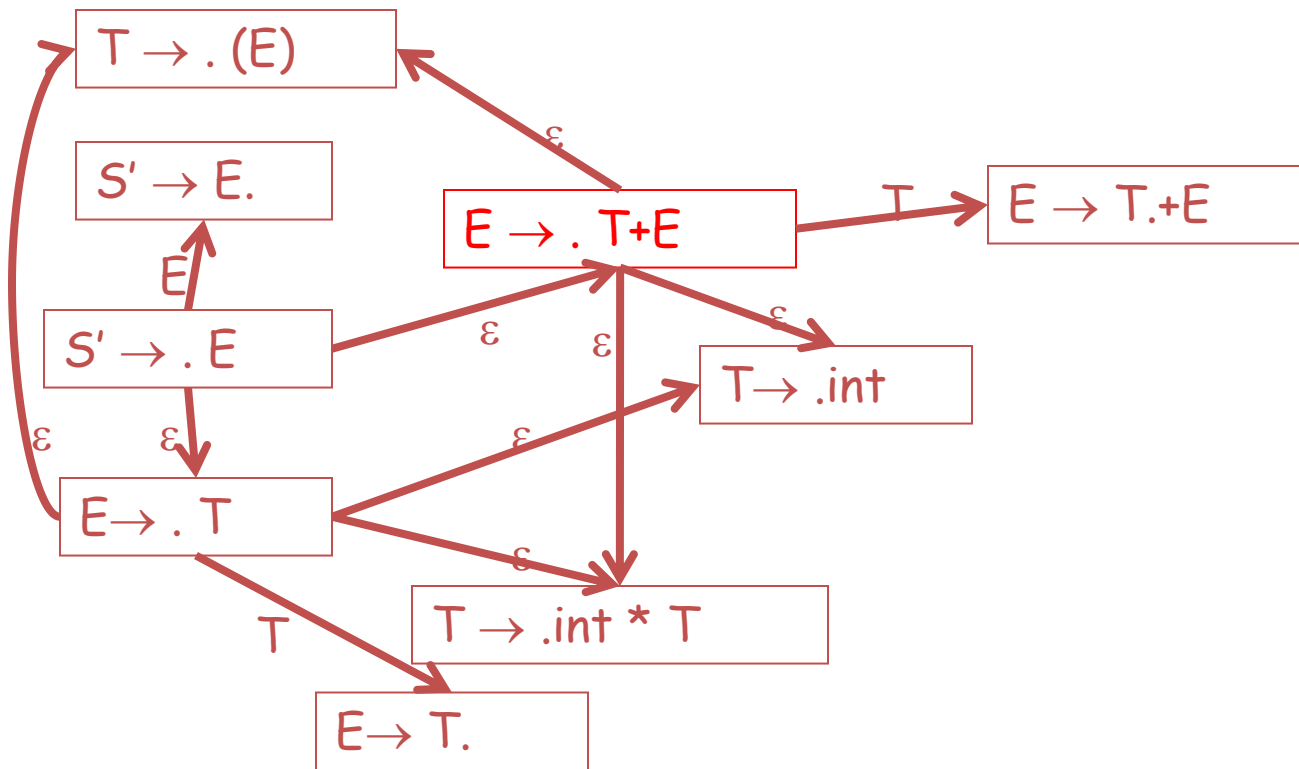 T → . (E)
ε
S' → E.
E → . T+E
T
E → T.+E
E
S' → . E
ε
ε
ε
T→ .int
ε
ε
ε
E→ . T
ε
T → .int * T
T
E→ T.